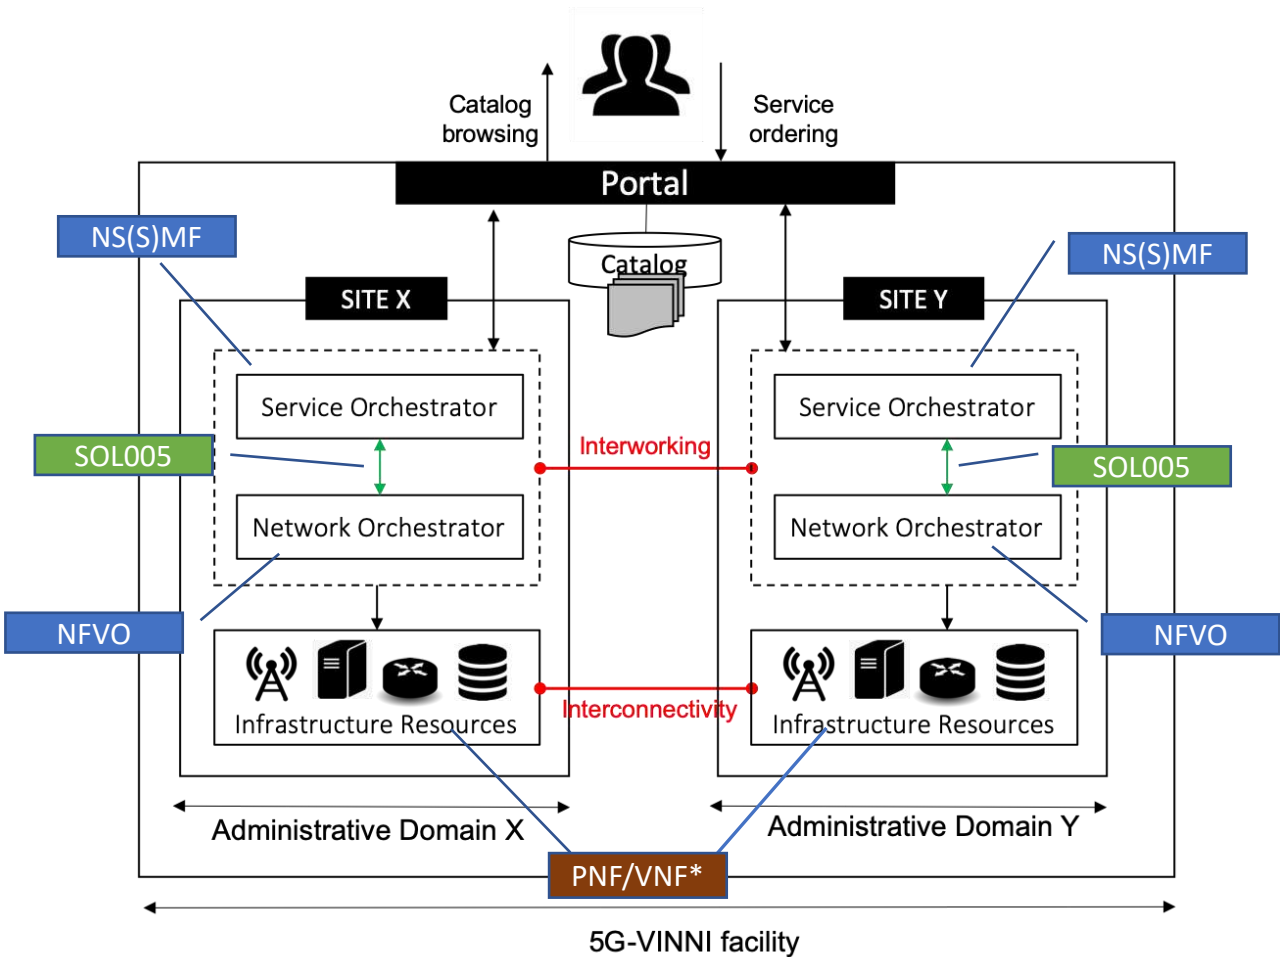 Catalog
browsing
Service
ordering
Portal
NS(S)MF
NS(S)MF
Catalog
SITE X
SITE Y
Service Orchestrator
Service Orchestrator
Interworking
SOL005
SOL005
Network Orchestrator
Network Orchestrator
NFVO
NFVO
Interconnectivity
Infrastructure Resources
Infrastructure Resources
Administrative Domain X
Administrative Domain Y
PNF/VNF*
5G-VINNI facility